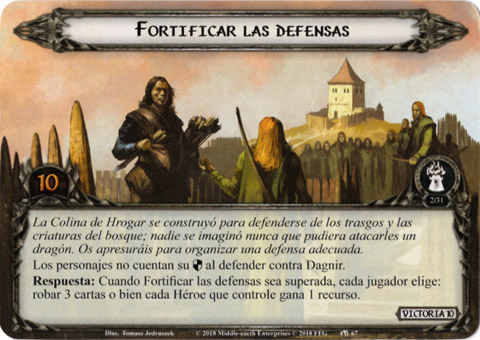 Fortificar las defensas
10
2/31
La Colina de Hrogar se construyó para defenderse de los trasgos y las
criaturas del bosque; nadie se imaginó nunca que pudiera atacarles un
dragón. Os apresuráis para organizar una defensa adecuada.
Los personajes no cuentan su al defender contra Dagnir.
Respuesta: Cuando Fortificar las defensas sea superada, cada jugador elige:
robar 3 cartas o bien cada Héroe que controle gana 1 recurso.
VICTORIA 10
Illus. Tomasz Jedruszek © 2018 Middle-earth Enterprises © 2018 FFG 67